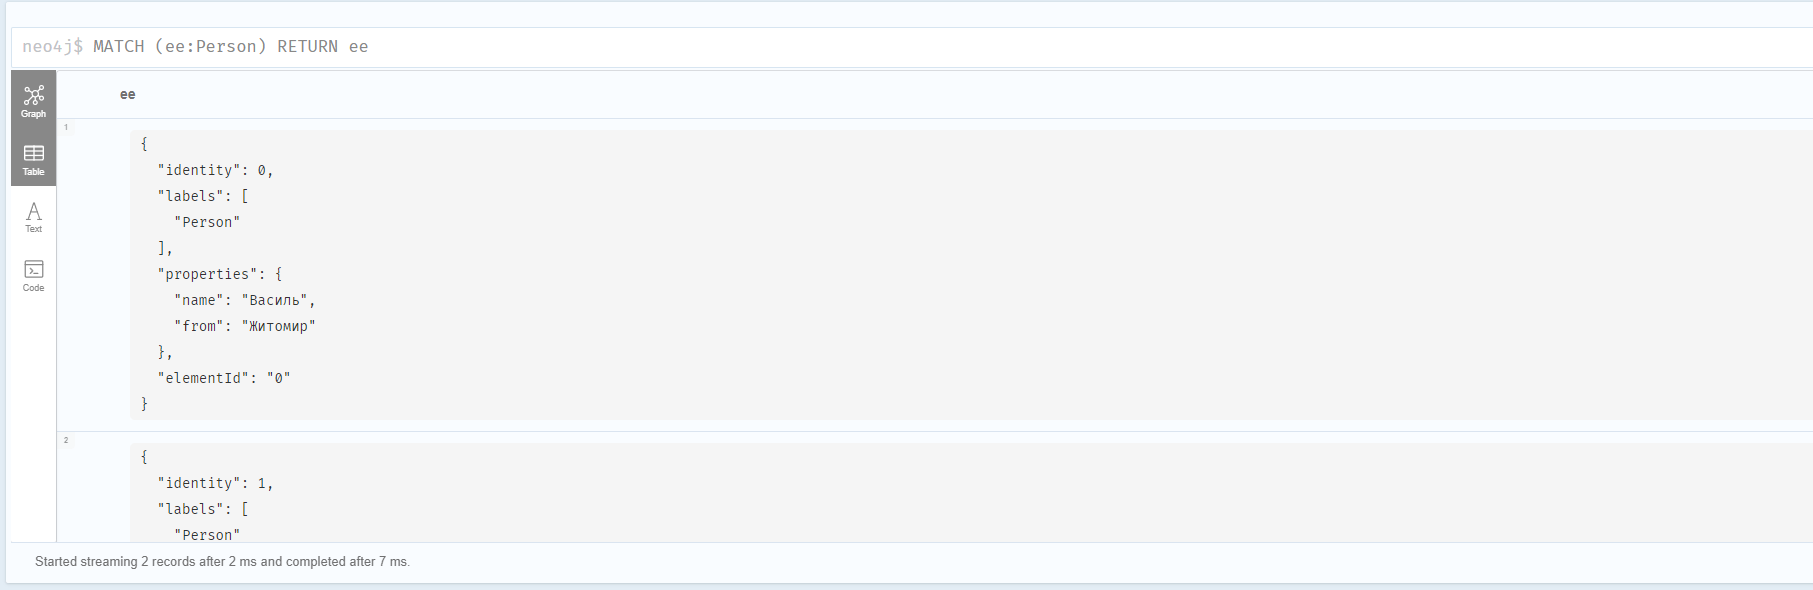 neo4j$ MATCH (ee:Person) RETURN ee
Graph
Table
Text
Code
ee
1
{
"identity": 0,
"labels": [
"Person"
],
"properties": {
"name": "Василь",
"from": "Житомир"
},
"elementId": "0"
}
2
{
"identity": 1,
"labels": [
"Person"
Started streaming 2 records after 2 ms and completed after 7 ms.